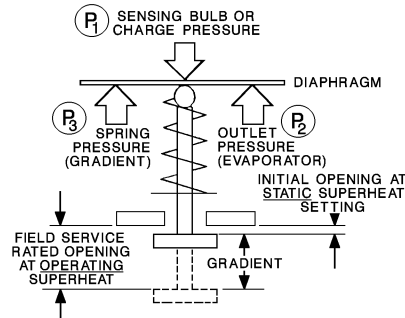 P1
SENSING BULB OR
CHARGE PRESSURE
DIAPHRAGM
P3
SPRING
PRESSURE
(GRADIENT)
OUTLET
PRESSURE
(EVAPORATOR)
P2
INITIAL OPENING AT
STATIC SUPERHEAT
SETTING
FIELD SERVICE
RATED OPENING
AT OPERATING
SUPERHEAT
GRADIENT